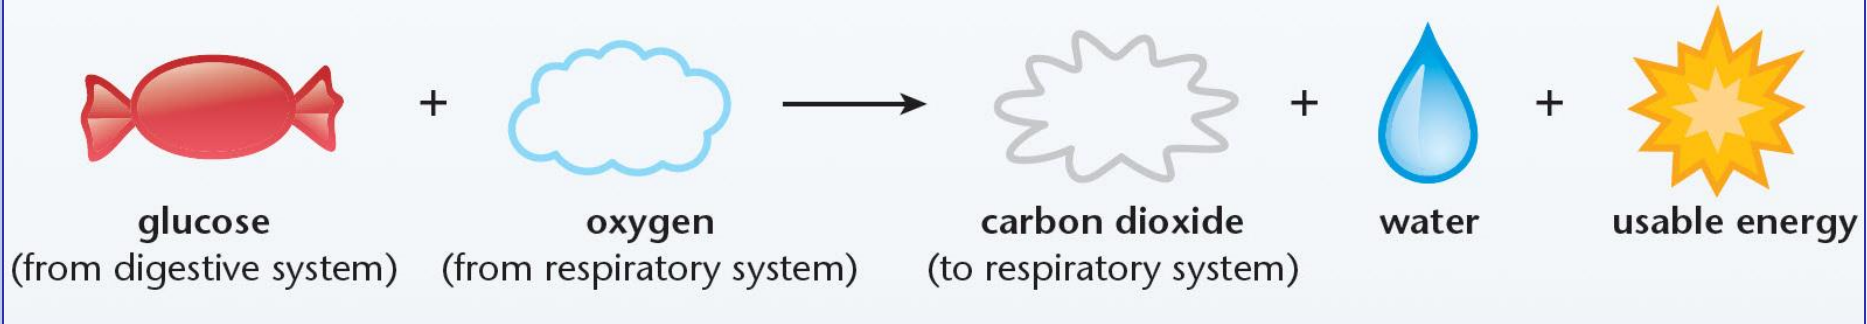 + + +
glucose oxygen carbon dioxide water usable energy
(from digestive system) (from respiratory system) (to respiratory system)